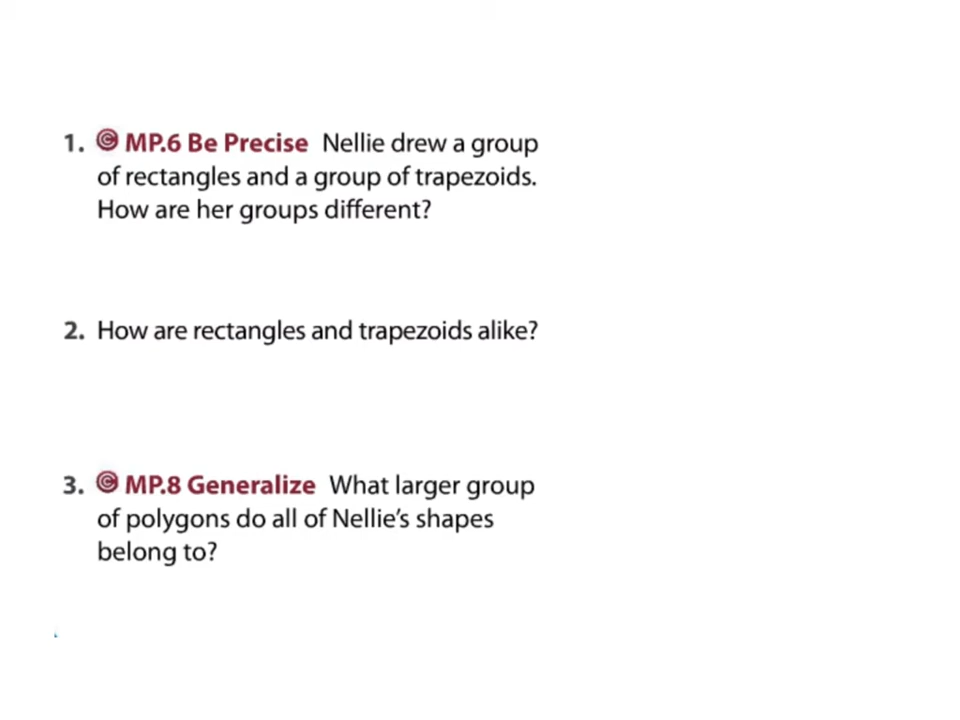 1. © MP.6 Be Precise Nellie drew a group
of rectangles and a group of trapezoids.
How are her groups different?
2. How are rectangles and trapezoids alike?
3. © MP.8 Generalize What larger group
of polygons do all of Nellie's shapes
belong to?